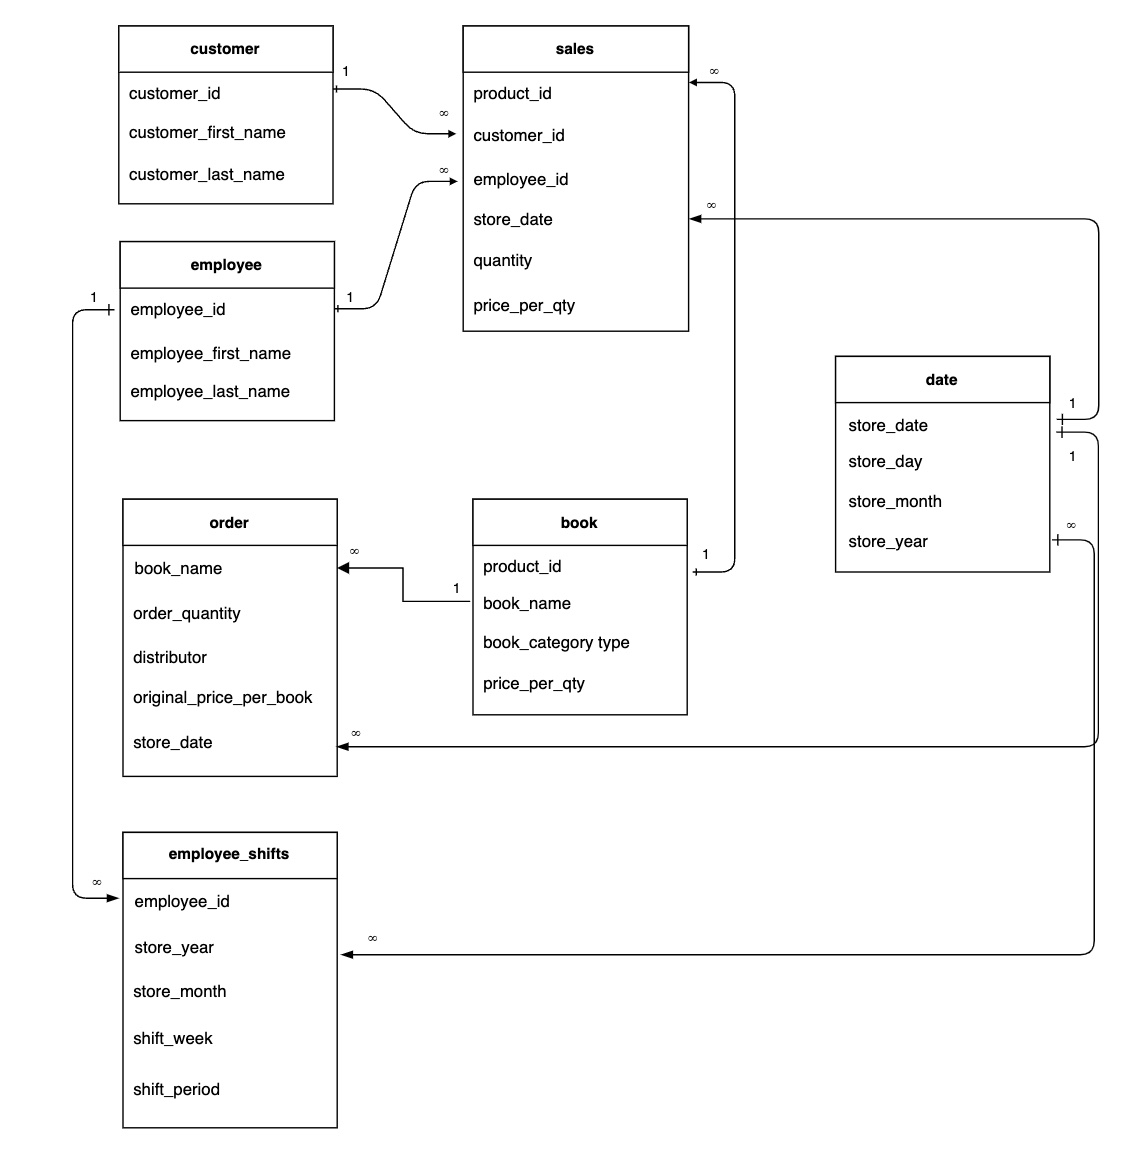 customer
customer_id
customer_first_name
customer_last_name
1
∞
sales
product_id
customer_id
employee_id
store_date
quantity
price_per_qty
∞
∞
∞
employee
employee_id
employee_first_name
employee_last_name
1
1
date
store_date
store_day
store_month
store_year
1
1
∞
order
book_name
order_quantity
distributor
original_price_per_book
store_date
∞
1
∞
book
product_id
book_name
book_category type
price_per_qty
1
employee_shifts
employee_id
store_year
store_month
shift_week
shift_period
∞
∞